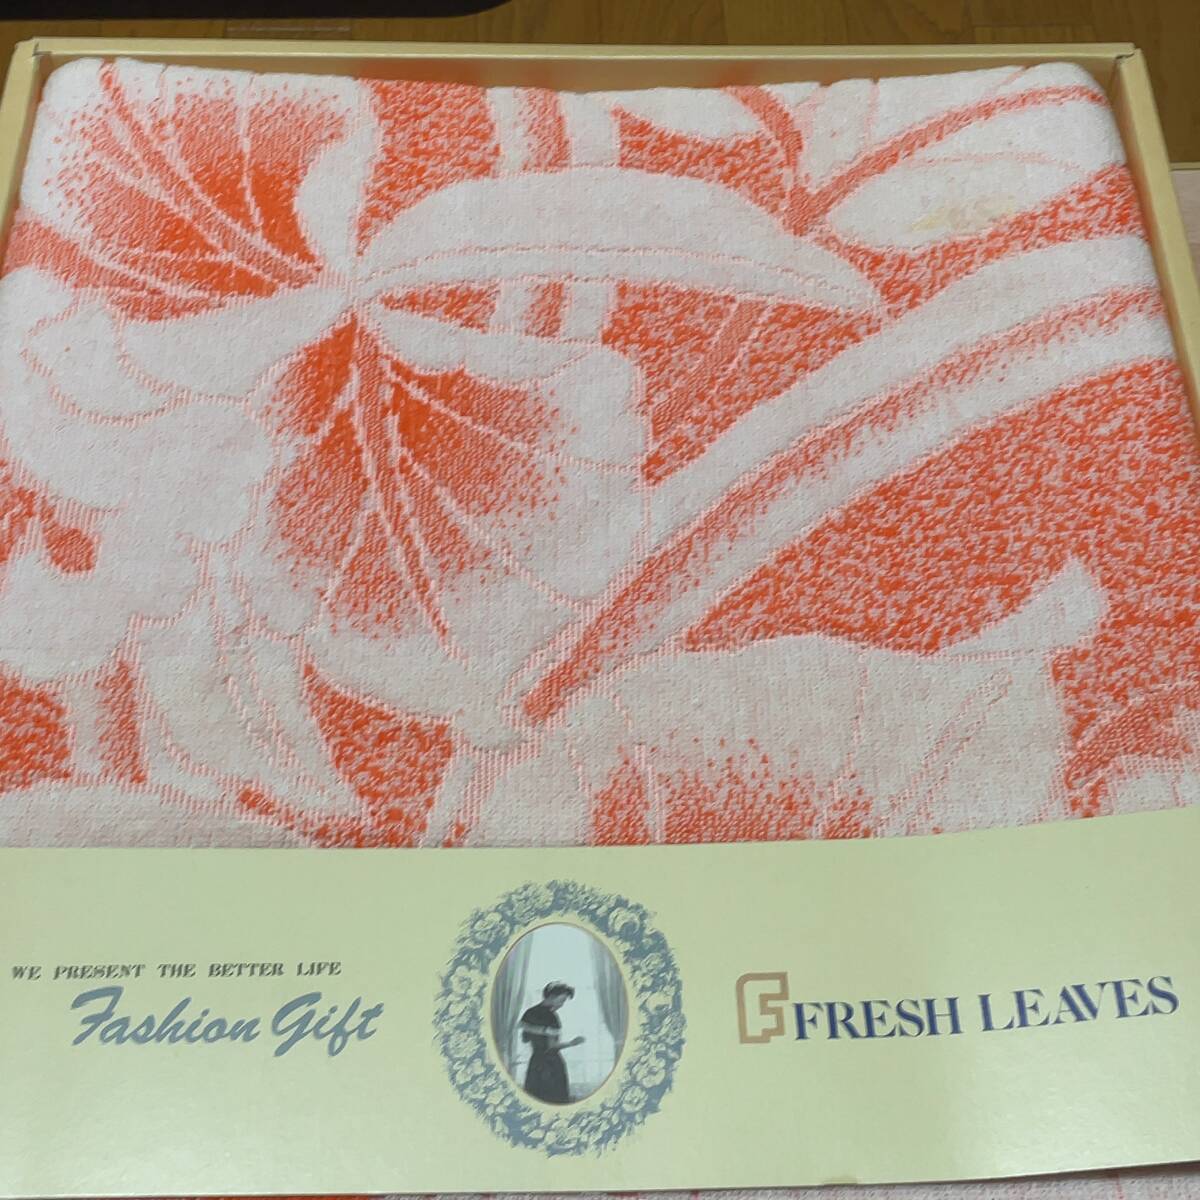 WE PRESENT THE BETTER LIFE
Fashion Gift
FRESH LEAVES